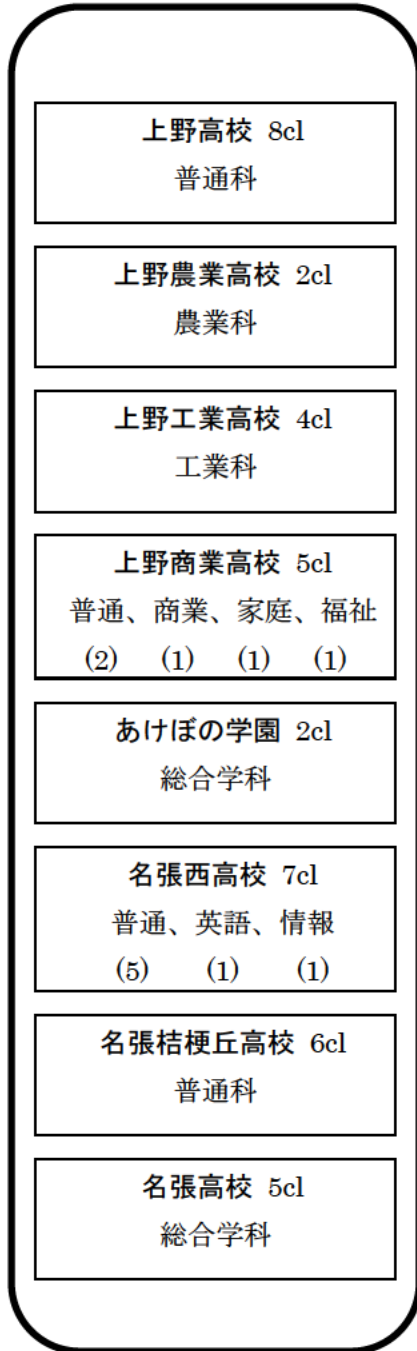 上野高校 8cl
普通科
上野農業高校 2cl
農業科
上野工業高校 4cl
工業科
上野商業高校 5cl
普通、商業、家庭、福祉
(2) (1) (1) (1)
あけぼの学園 2cl
総合学科
名張西高校 7cl
普通、英語、情報
(5) (1) (1)
名張桔梗丘高校 6cl
普通科
名張高校 5cl
総合学科